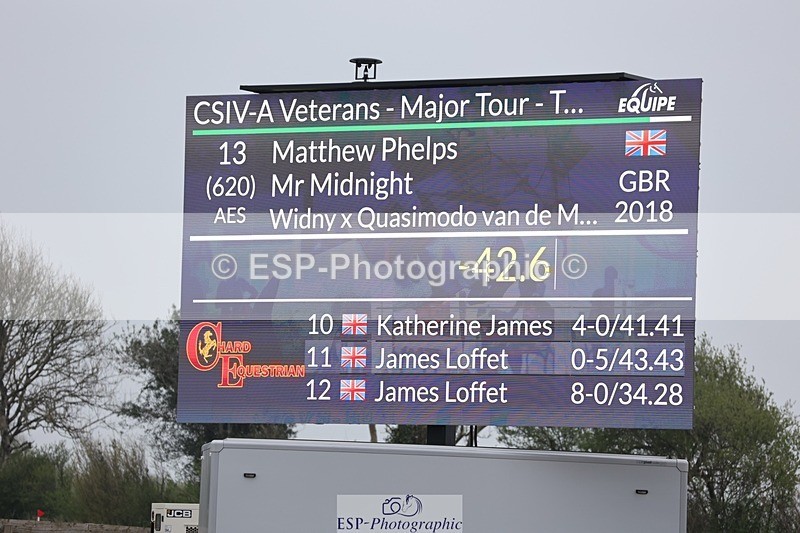 CSIV-A Veterans - Major Tour - T...
EQUIPE
13 Matthew Phelps
(620) Mr Midnight GBR
AES Widny x Quasimodo van de M... 2018
-42.6
© ESP-Photographic ©
10 Katherine James 4-0/41.41
11 James Loffet 0-5/43.43
12 James Loffet 8-0/34.28
CHARD
EQUESTRIAN
JCB
ESP-Photographic